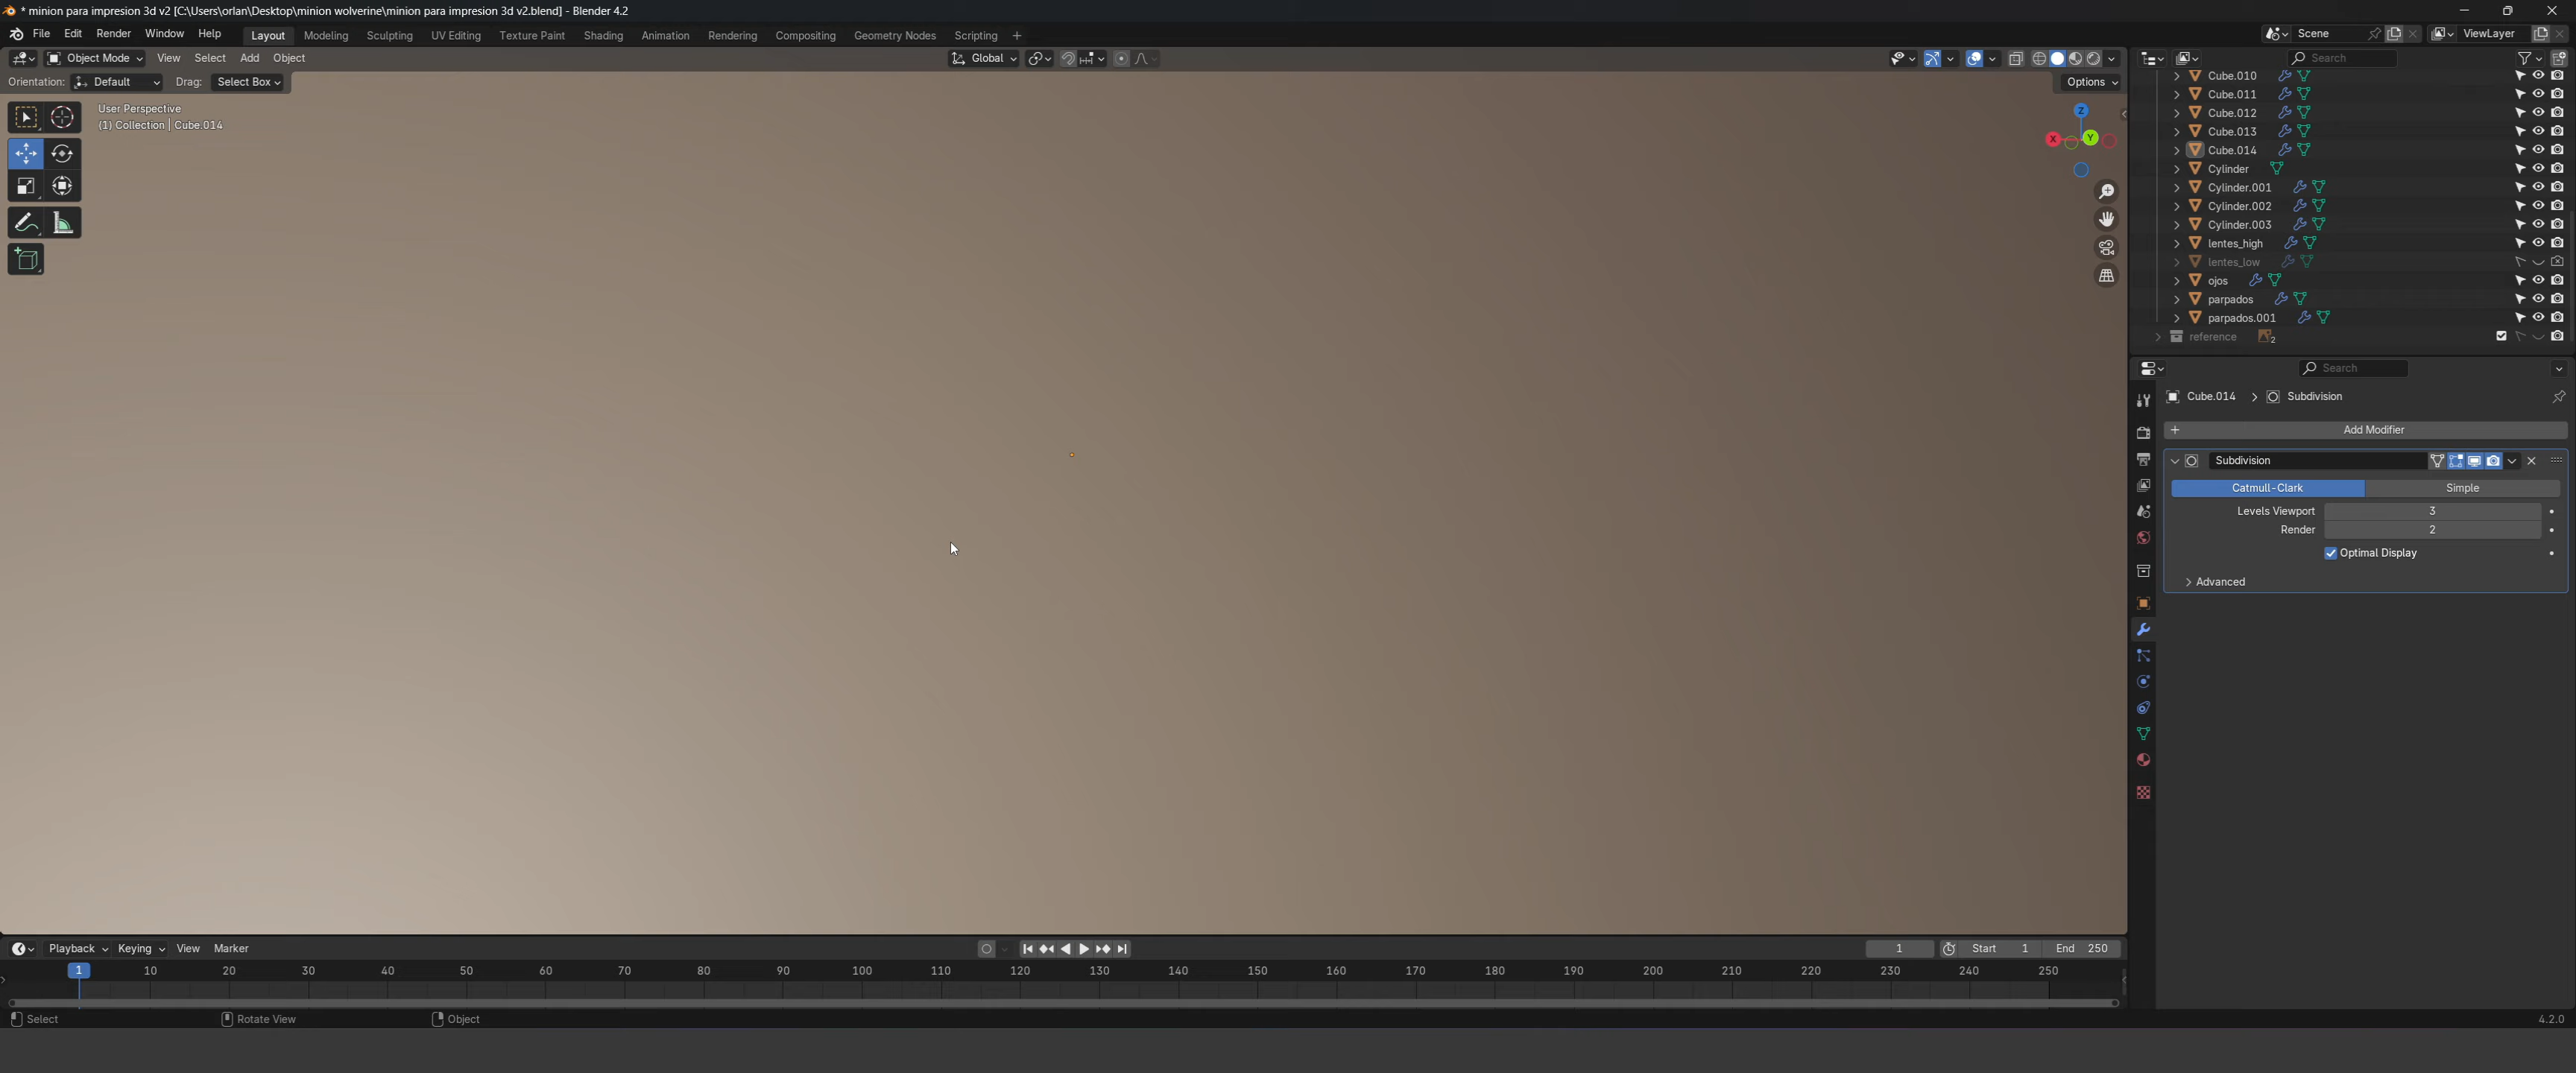 * minion para impresion 3d v2 [C:\Users\orlan\Desktop\minion wolverine\minion para impresion 3d v2.blend] - Blender 4.2
File Edit Render Window Help Layout Modeling Sculpting UV Editing Texture Paint Shading Animation Rendering Compositing Geometry Nodes Scripting + Scene ViewLayer
Object Mode View Select Add Object Global Search
Orientation: Default Drag: Select Box Options
User Perspective
(1) Collection | Cube.014
Z
X Y
Cube.010
Cube.011
Cube.012
Cube.013
Cube.014
Cylinder
Cylinder.001
Cylinder.002
Cylinder.003
lentes_high
lentes_low
ojos
parpados
parpados.001
reference 2
Search
Cube.014 > Subdivision
+ Add Modifier
Subdivision
Catmull-Clark Simple
Levels Viewport 3
Render 2
Optimal Display
Advanced
Playback Keying View Marker 1 Start 1 End 250
1 10 20 30 40 50 60 70 80 90 100 110 120 130 140 150 160 170 180 190 200 210 220 230 240 250
Select Rotate View Object 4.2.0